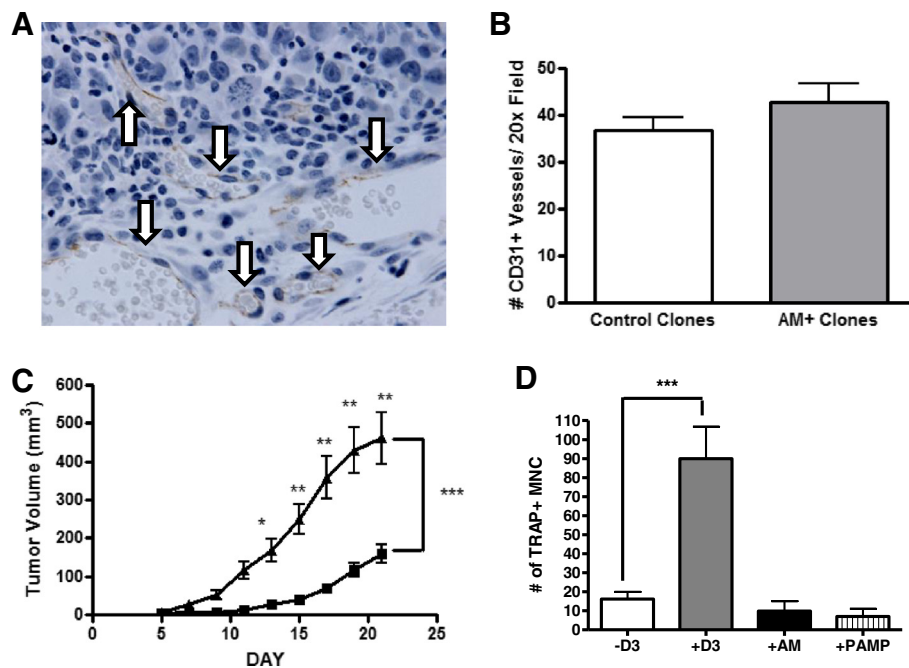 A
B
# CD31+ Vessels/ 20x Field
50
40
30
20
10
0
Control Clones
AM+ Clones
C
Tumor Volume (mm³)
600
500
400
300
200
100
0
0
5
10
15
20
25
DAY
*
**
**
**
**
***
D
# of TRAP+ MNC
110
100
90
80
70
60
50
40
30
20
10
0
***
-D3
+D3
+AM
+PAMP